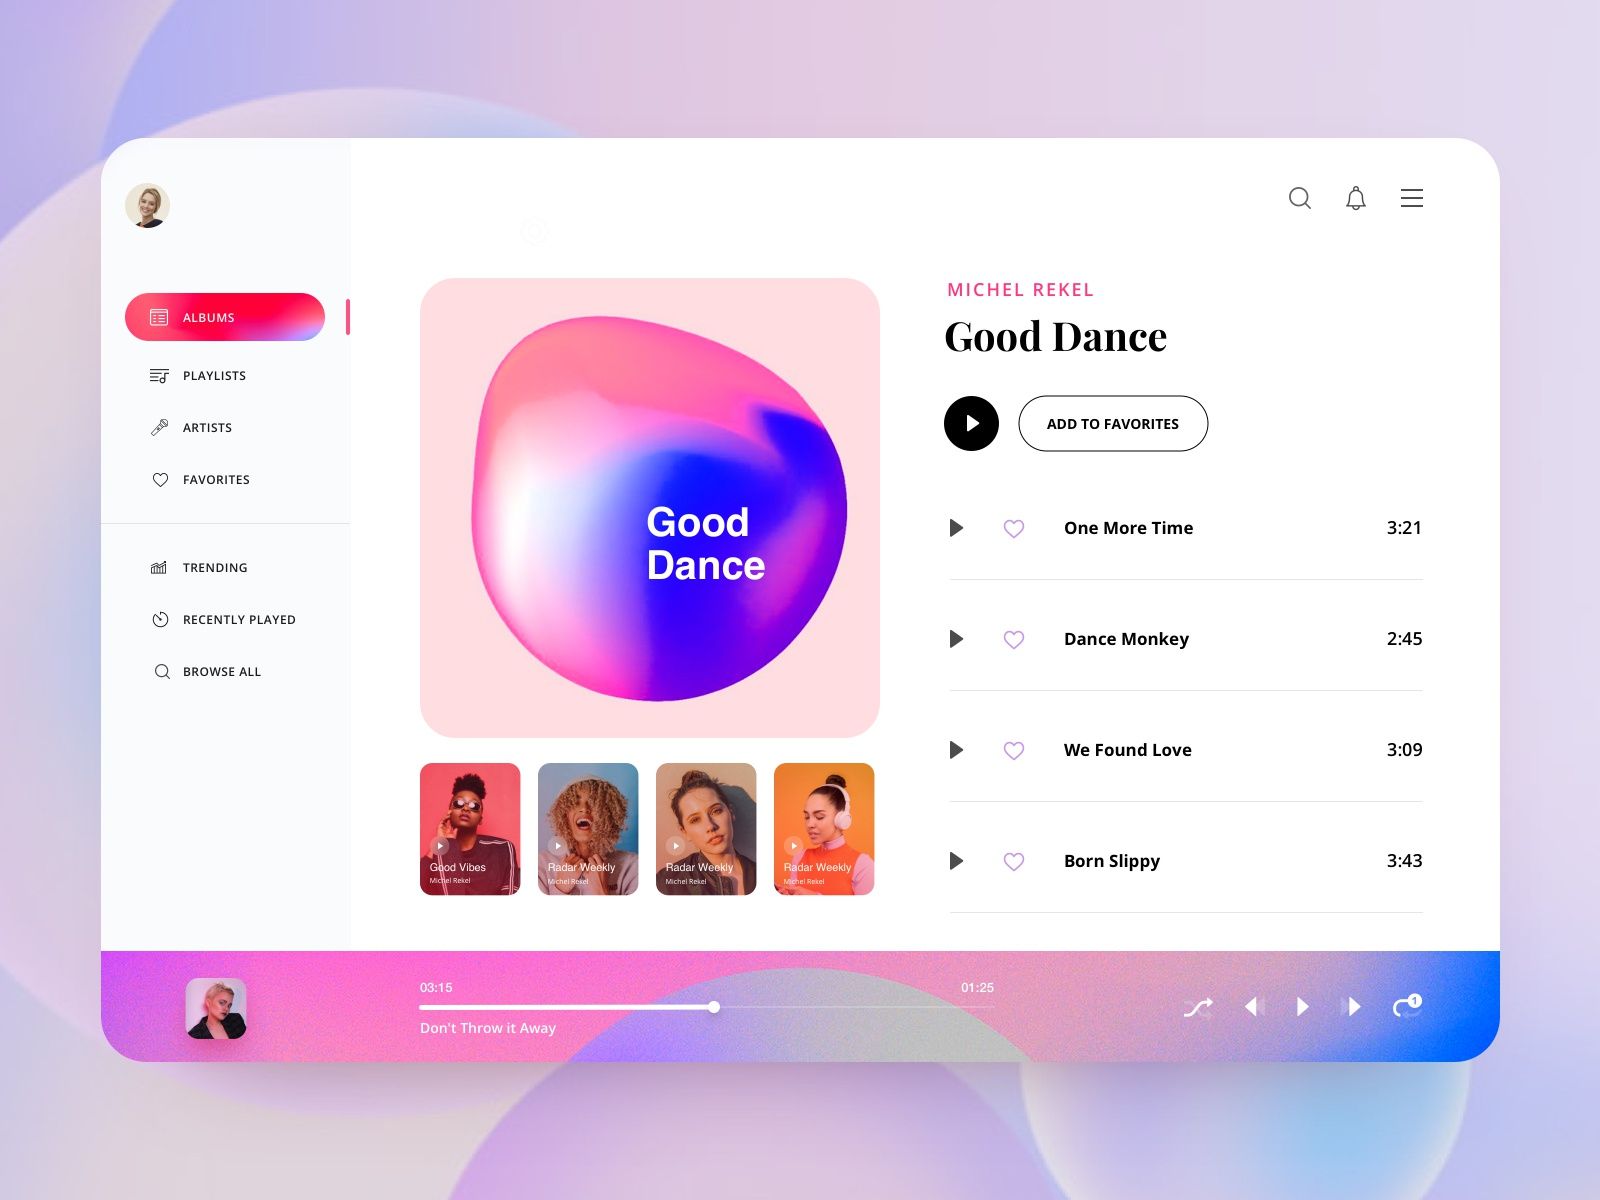 ALBUMS
PLAYLISTS
ARTISTS
FAVORITES
TRENDING
RECENTLY PLAYED
BROWSE ALL
Good
Dance
Good Vibes
Michel Rekel
Radar Weekly
Michel Rekel
Radar Weekly
Michel Rekel
Radar Weekly
Michel Rekel
MICHEL REKEL
Good Dance
ADD TO FAVORITES
One More Time 3:21
Dance Monkey 2:45
We Found Love 3:09
Born Slippy 3:43
03:15 01:25
Don't Throw it Away
1